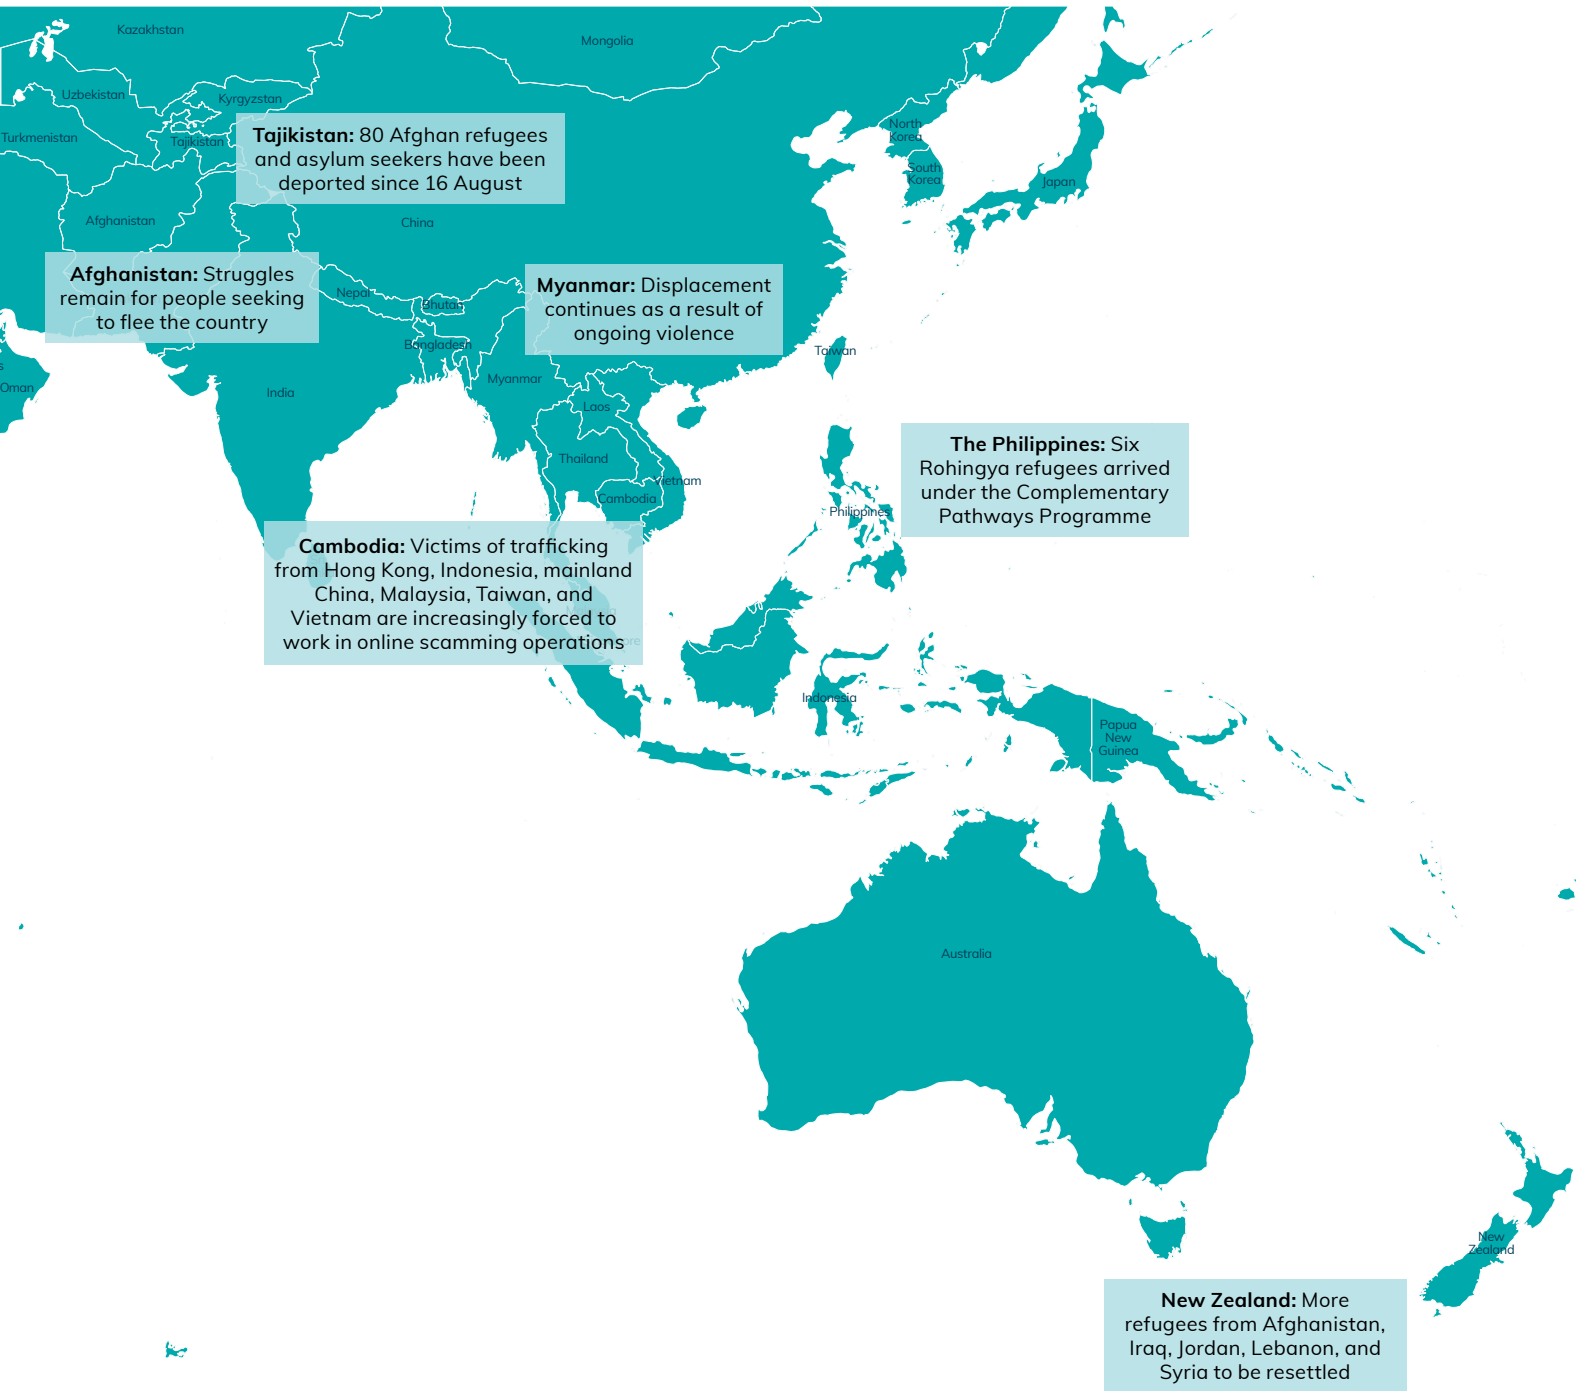 Kazakhstan
Mongolia
Uzbekistan
Kyrgyzstan
Turkmenistan
Tajikistan
North
Korea
South
Korea
Japan
Tajikistan: 80 Afghan refugees
and asylum seekers have been
deported since 16 August
Afghanistan
China
Afghanistan: Struggles
remain for people seeking
to flee the country
Nepal
Bhutan
Myanmar: Displacement
continues as a result of
ongoing violence
Bangladesh
Taiwan
s
Oman
India
Myanmar
Laos
Thailand
Vietnam
Cambodia
Philippines
The Philippines: Six
Rohingya refugees arrived
under the Complementary
Pathways Programme
Cambodia: Victims of trafficking
from Hong Kong, Indonesia, mainland
China, Malaysia, Taiwan, and
Vietnam are increasingly forced to
work in online scamming operations
Indonesia
Papua
New
Guinea
Australia
New
Zealand
New Zealand: More
refugees from Afghanistan,
Iraq, Jordan, Lebanon, and
Syria to be resettled